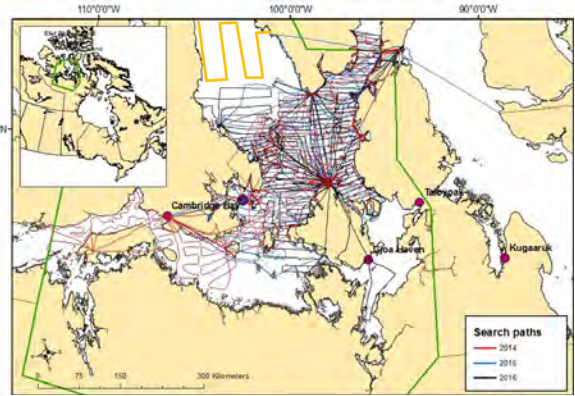 110°0'0"W
100°0'0"W
90°0'0"W
N
Cambridge Bay
Taloyoak
Gjoa Haven
Kugaaruk
Search paths
2014
2015
2016
0 75 150 300 Kilometers